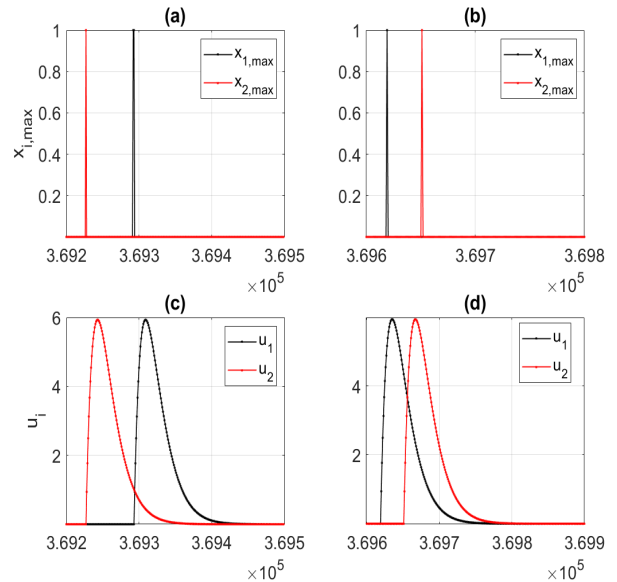 (a)
x1,max
x2,max
xi,max
1
0.8
0.6
0.4
0.2
3.692 3.693 3.694 3.695
×10^5
(b)
x1,max
x2,max
1
0.8
0.6
0.4
0.2
3.696 3.697 3.698
×10^5
(c)
u1
u2
ui
6
4
2
3.692 3.693 3.694 3.695
×10^5
(d)
u1
u2
6
4
2
3.696 3.697 3.698 3.699
×10^5